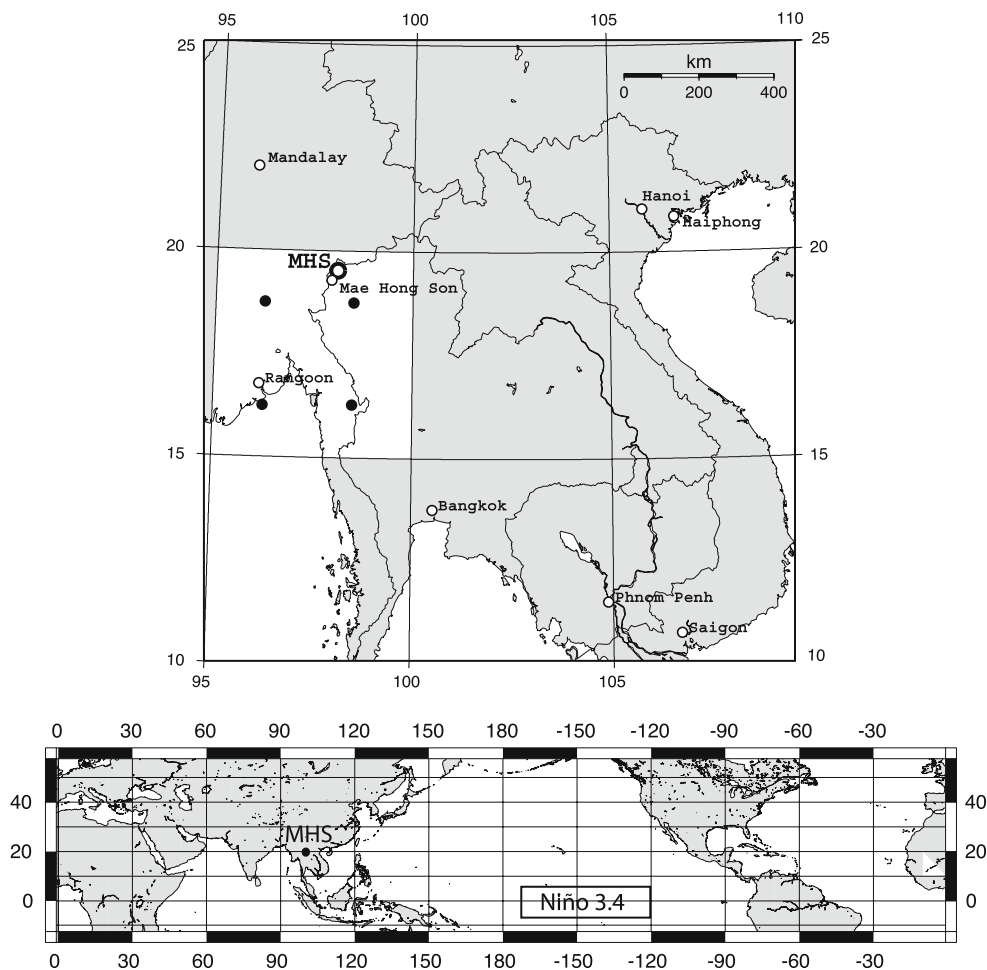 95 100 105 110
25 25
km
0 200 400
Mandalay
Hanoi
Haiphong
20 20
MHS
Mae Hong Son
Rangoon
15 15
Bangkok
Phnom Penh
Saigon
10 10
95 100 105
0 30 60 90 120 150 180 -150 -120 -90 -60 -30
40 40
MHS
20 20
0 Niño 3.4 0
0 30 60 90 120 150 180 -150 -120 -90 -60 -30